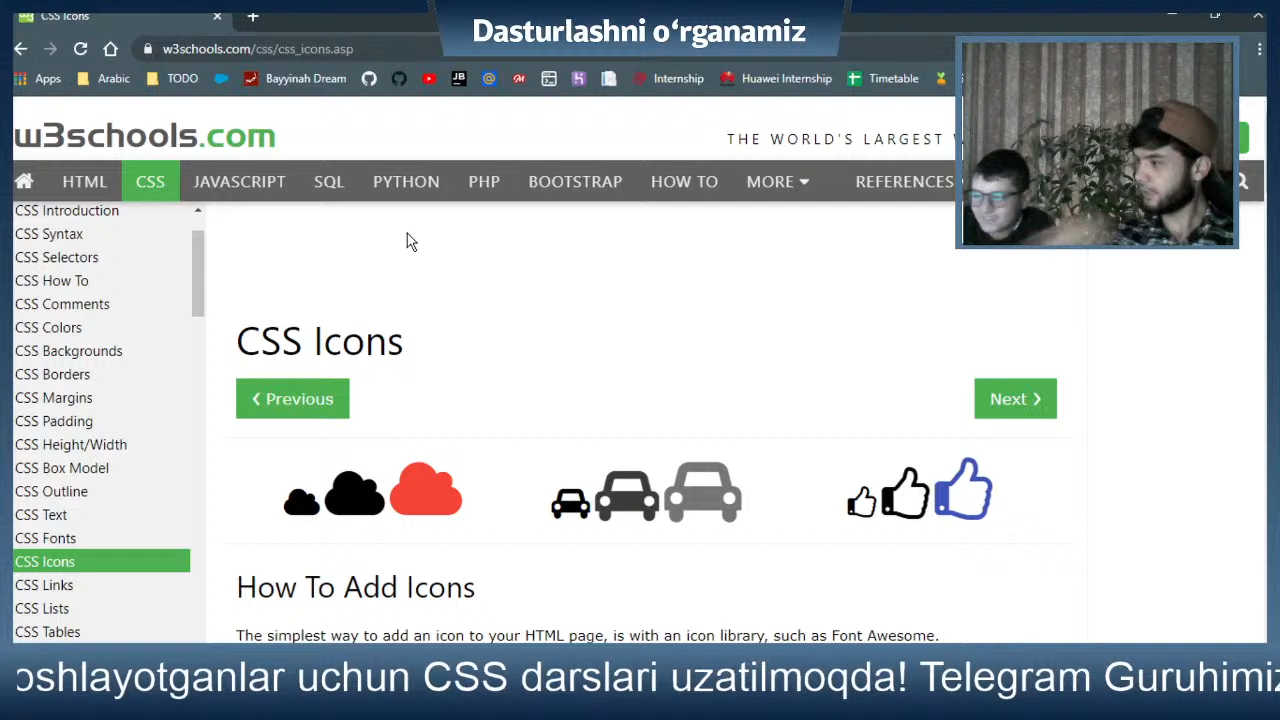 CSS Icons
Dasturlashni o‘rganamiz
w3schools.com/css/css_icons.asp
Apps Arabic TODO Bayyinah Dream JB Internship Huawei Internship Timetable
w3schools.com
THE WORLD'S LARGEST
HTML CSS JAVASCRIPT SQL PYTHON PHP BOOTSTRAP HOW TO MORE REFERENCES
CSS Introduction
CSS Syntax
CSS Selectors
CSS How To
CSS Comments
CSS Colors
CSS Backgrounds
CSS Borders
CSS Margins
CSS Padding
CSS Height/Width
CSS Box Model
CSS Outline
CSS Text
CSS Fonts
CSS Icons
CSS Links
CSS Lists
CSS Tables
CSS Icons
❮ Previous
Next ❯
How To Add Icons
The simplest way to add an icon to your HTML page, is with an icon library, such as Font Awesome.
oshlayotganlar uchun CSS darslari uzatilmoqda! Telegram Guruhimiz